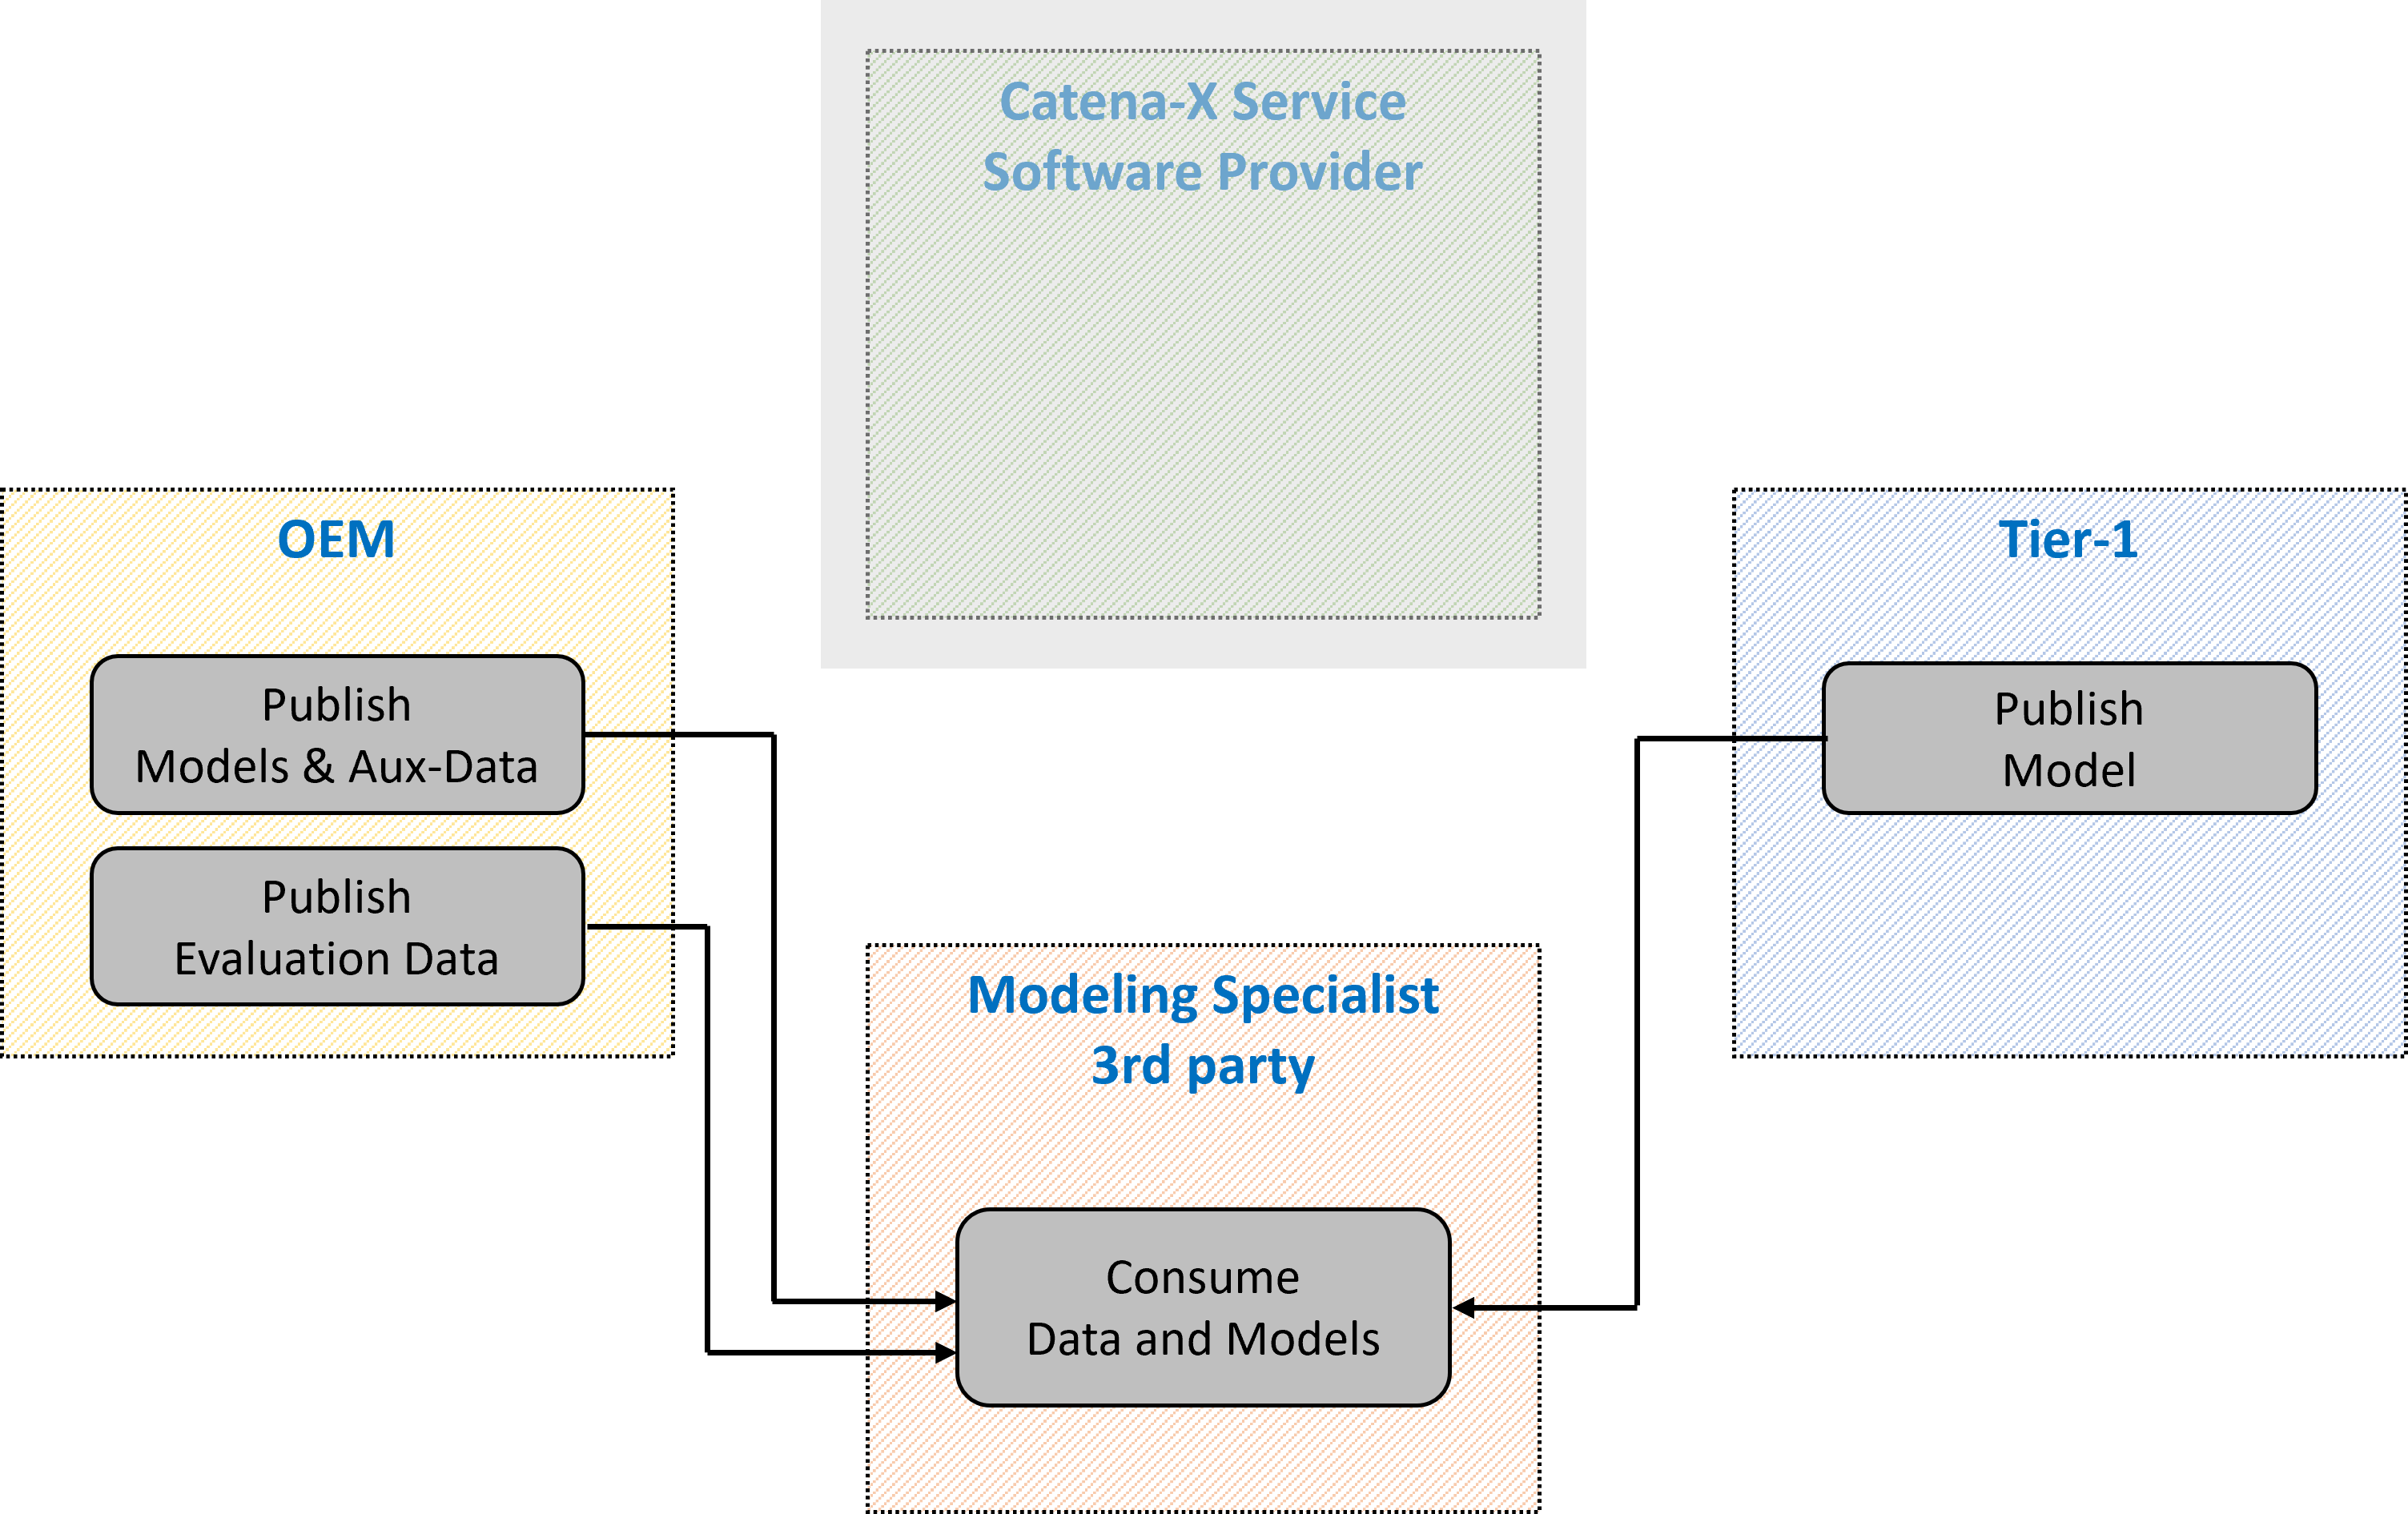 Catena-X Service
Software Provider
OEM
Publish
Models & Aux-Data
Publish
Evaluation Data
Tier-1
Publish
Model
Modeling Specialist
3rd party
Consume
Data and Models